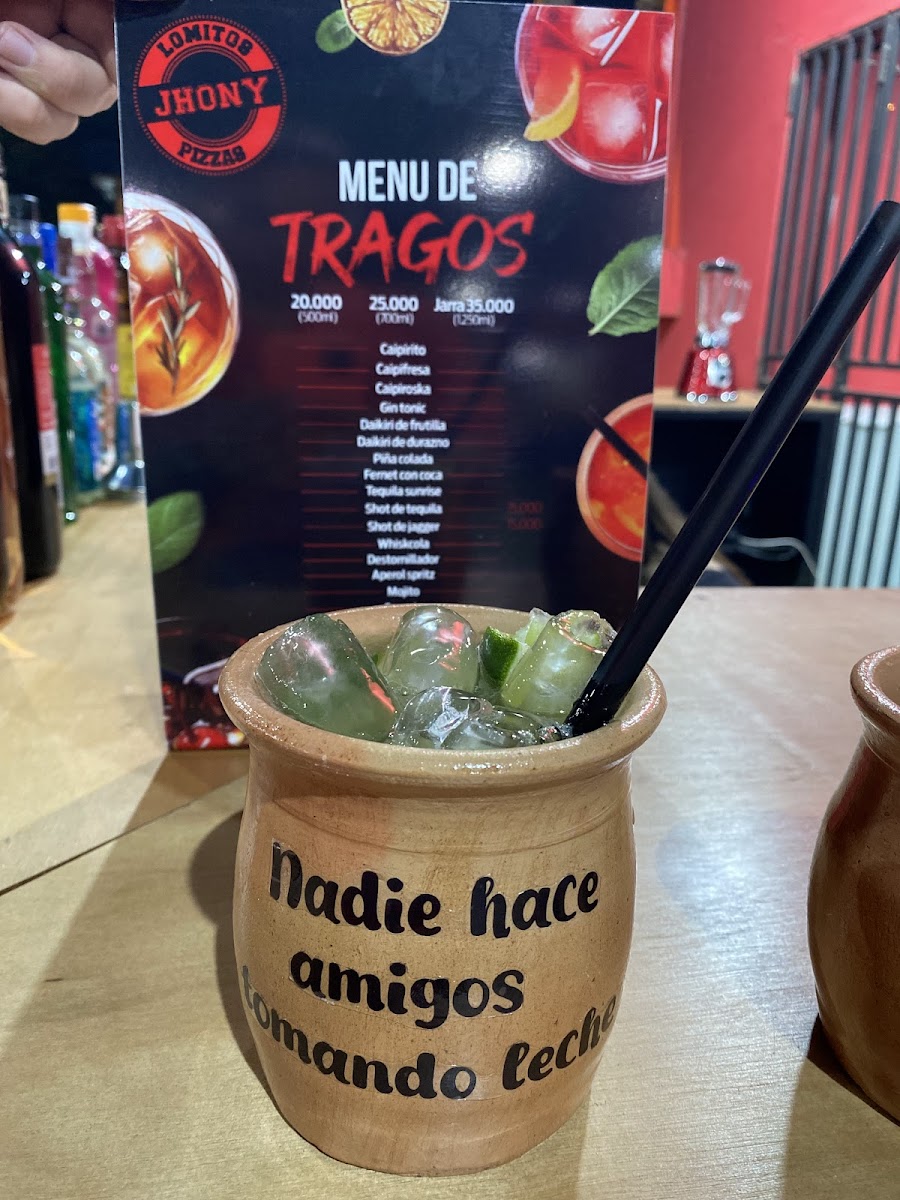 LOMITOS
JHONY
PIZZAS
MENU DE
TRAGOS
20.000 25.000 Jarra 35.000
(500ml) (700ml) (1.250ml)
Caipirito
Caipifresa
Caipiroska
Gin tonic
Daikiri de frutilla
Daikiri de durazno
Piña colada
Fernet con coca
Tequila sunrise
Shot de tequila
Shot de jagger
Whiskcola
Destornillador
Aperol spritz
Mojito
Nadie hace
amigos
tomando leche